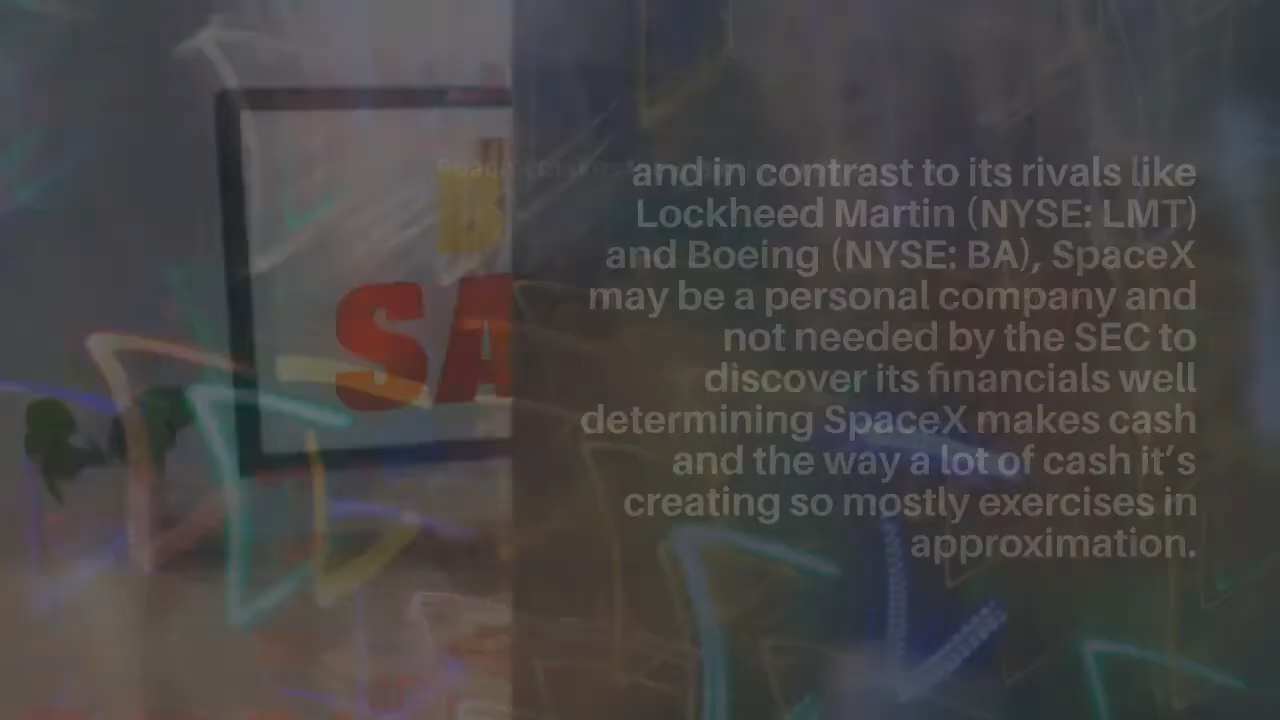 B
SA
and in contrast to its rivals like
Lockheed Martin (NYSE: LMT)
and Boeing (NYSE: BA), SpaceX
may be a personal company and
not needed by the SEC to
discover its financials well
determining SpaceX makes cash
and the way a lot of cash it’s
creating so mostly exercises in
approximation.